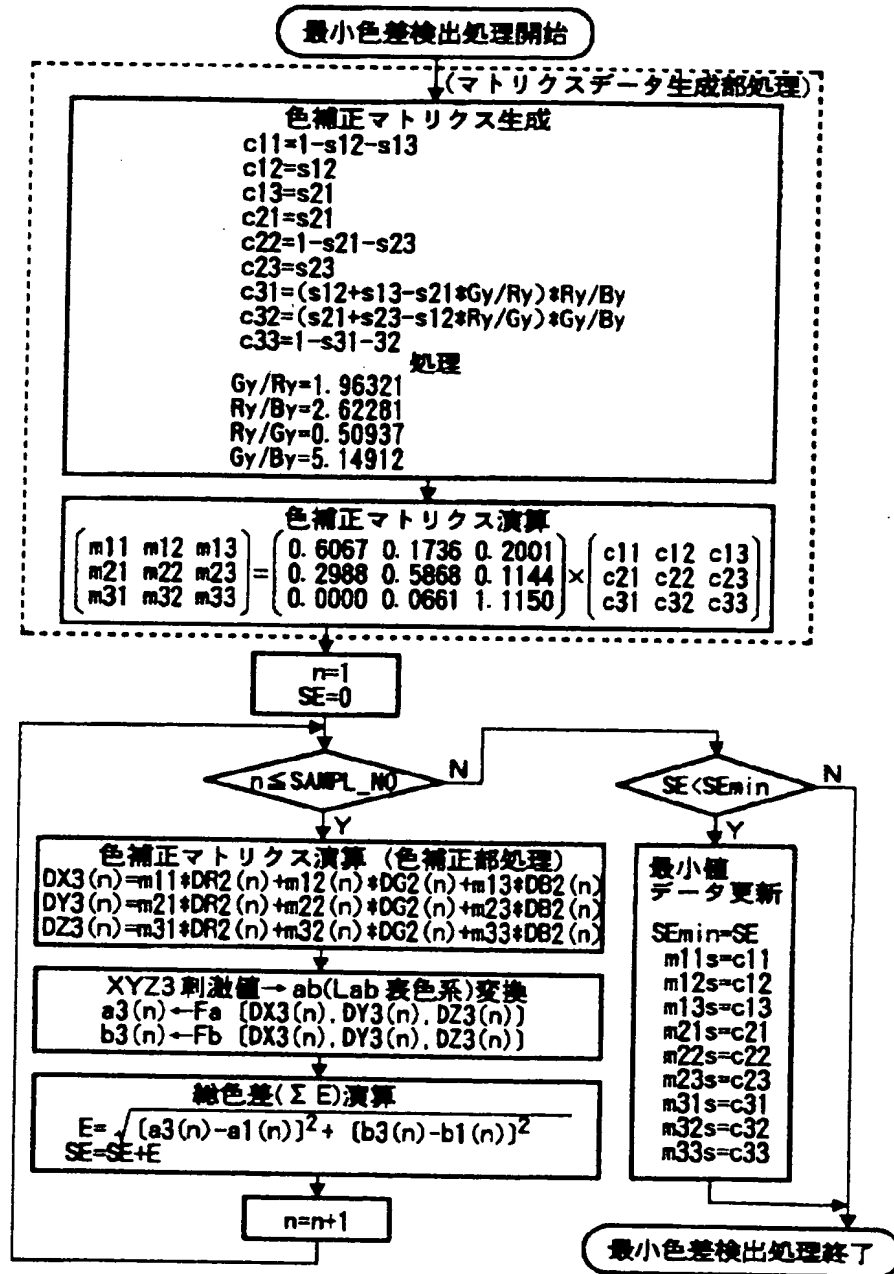 最小色差検出処理開始
(マトリクスデータ生成部処理)
色補正マトリクス生成
c11=1-s12-s13
c12=s12
c13=s21
c21=s21
c22=1-s21-s23
c23=s23
c31=(s12+s13-s21*Gy/Ry)*Ry/By
c32=(s21+s23-s12*Ry/Gy)*Gy/By
c33=1-s31-32
処理
Gy/Ry=1.96321
Ry/By=2.62281
Ry/Gy=0.50937
Gy/By=5.14912
色補正マトリクス演算
m11 m12 m13 0.6067 0.1736 0.2001 c11 c12 c13
m21 m22 m23 = 0.2988 0.5868 0.1144 × c21 c22 c23
m31 m32 m33 0.0000 0.0661 1.1150 c31 c32 c33
n=1
SE=0
n≦SAMPL_NO
N
Y
色補正マトリクス演算 (色補正部処理)
DX3(n)=m11*DR2(n)+m12(n)*DG2(n)+m13*DB2(n)
DY3(n)=m21*DR2(n)+m22(n)*DG2(n)+m23*DB2(n)
DZ3(n)=m31*DR2(n)+m32(n)*DG2(n)+m33*DB2(n)
XYZ3刺激値→ab(Lab表色系)変換
a3(n)←Fa [DX3(n),DY3(n),DZ3(n)]
b3(n)←Fb [DX3(n),DY3(n),DZ3(n)]
総色差(ΣE)演算
E=√[a3(n)-a1(n)]²+ [b3(n)-b1(n)]²
SE=SE+E
n=n+1
SE<SEmin
N
Y
最小値
データ更新
SEmin=SE
m11s=c11
m12s=c12
m13s=c13
m21s=c21
m22s=c22
m23s=c23
m31s=c31
m32s=c32
m33s=c33
最小色差検出処理終了